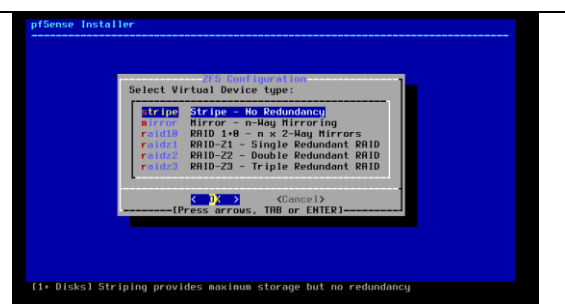 pfSense Installer
ZFS Configuration
Select Virtual Device type:
stripe Stripe - No Redundancy
mirror Mirror - n-Way Mirroring
raid10 RAID 1+0 - n x 2-Way Mirrors
raidz1 RAID-Z1 - Single Redundant RAID
raidz2 RAID-Z2 - Double Redundant RAID
raidz3 RAID-Z3 - Triple Redundant RAID
< OK > <Cancel>
[Press arrows, TAB or ENTER]
[1+ Disks] Striping provides maximum storage but no redundancy